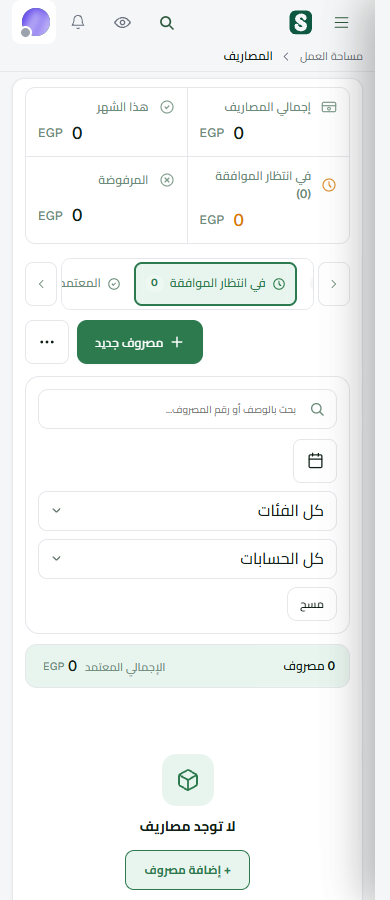 مساحة العمل
المصاريف
إجمالي المصاريف
0 EGP
هذا الشهر
0 EGP
في انتظار الموافقة
(0)
0 EGP
المرفوضة
0 EGP
في انتظار الموافقة 0
المعتمد
+ مصروف جديد
...
بحث بالوصف أو رقم المصروف...
كل الفئات
كل الحسابات
مسح
0 مصروف
الإجمالي المعتمد 0 EGP
لا توجد مصاريف
+ إضافة مصروف